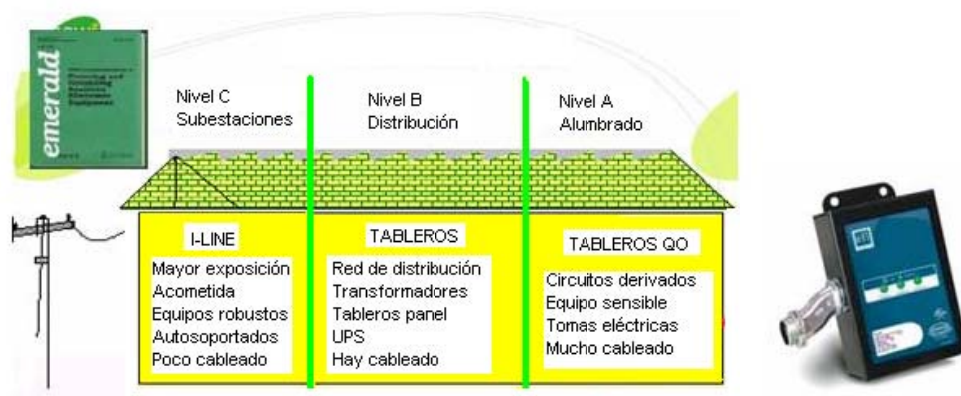 emerald
Nivel C
Subestaciones
Nivel B
Distribución
Nivel A
Alumbrado
I-LINE
Mayor exposición
Acometida
Equipos robustos
Autosoportados
Poco cableado
TABLEROS
Red de distribución
Transformadores
Tableros panel
UPS
Hay cableado
TABLEROS QO
Circuitos derivados
Equipo sensible
Tomas eléctricas
Mucho cableado